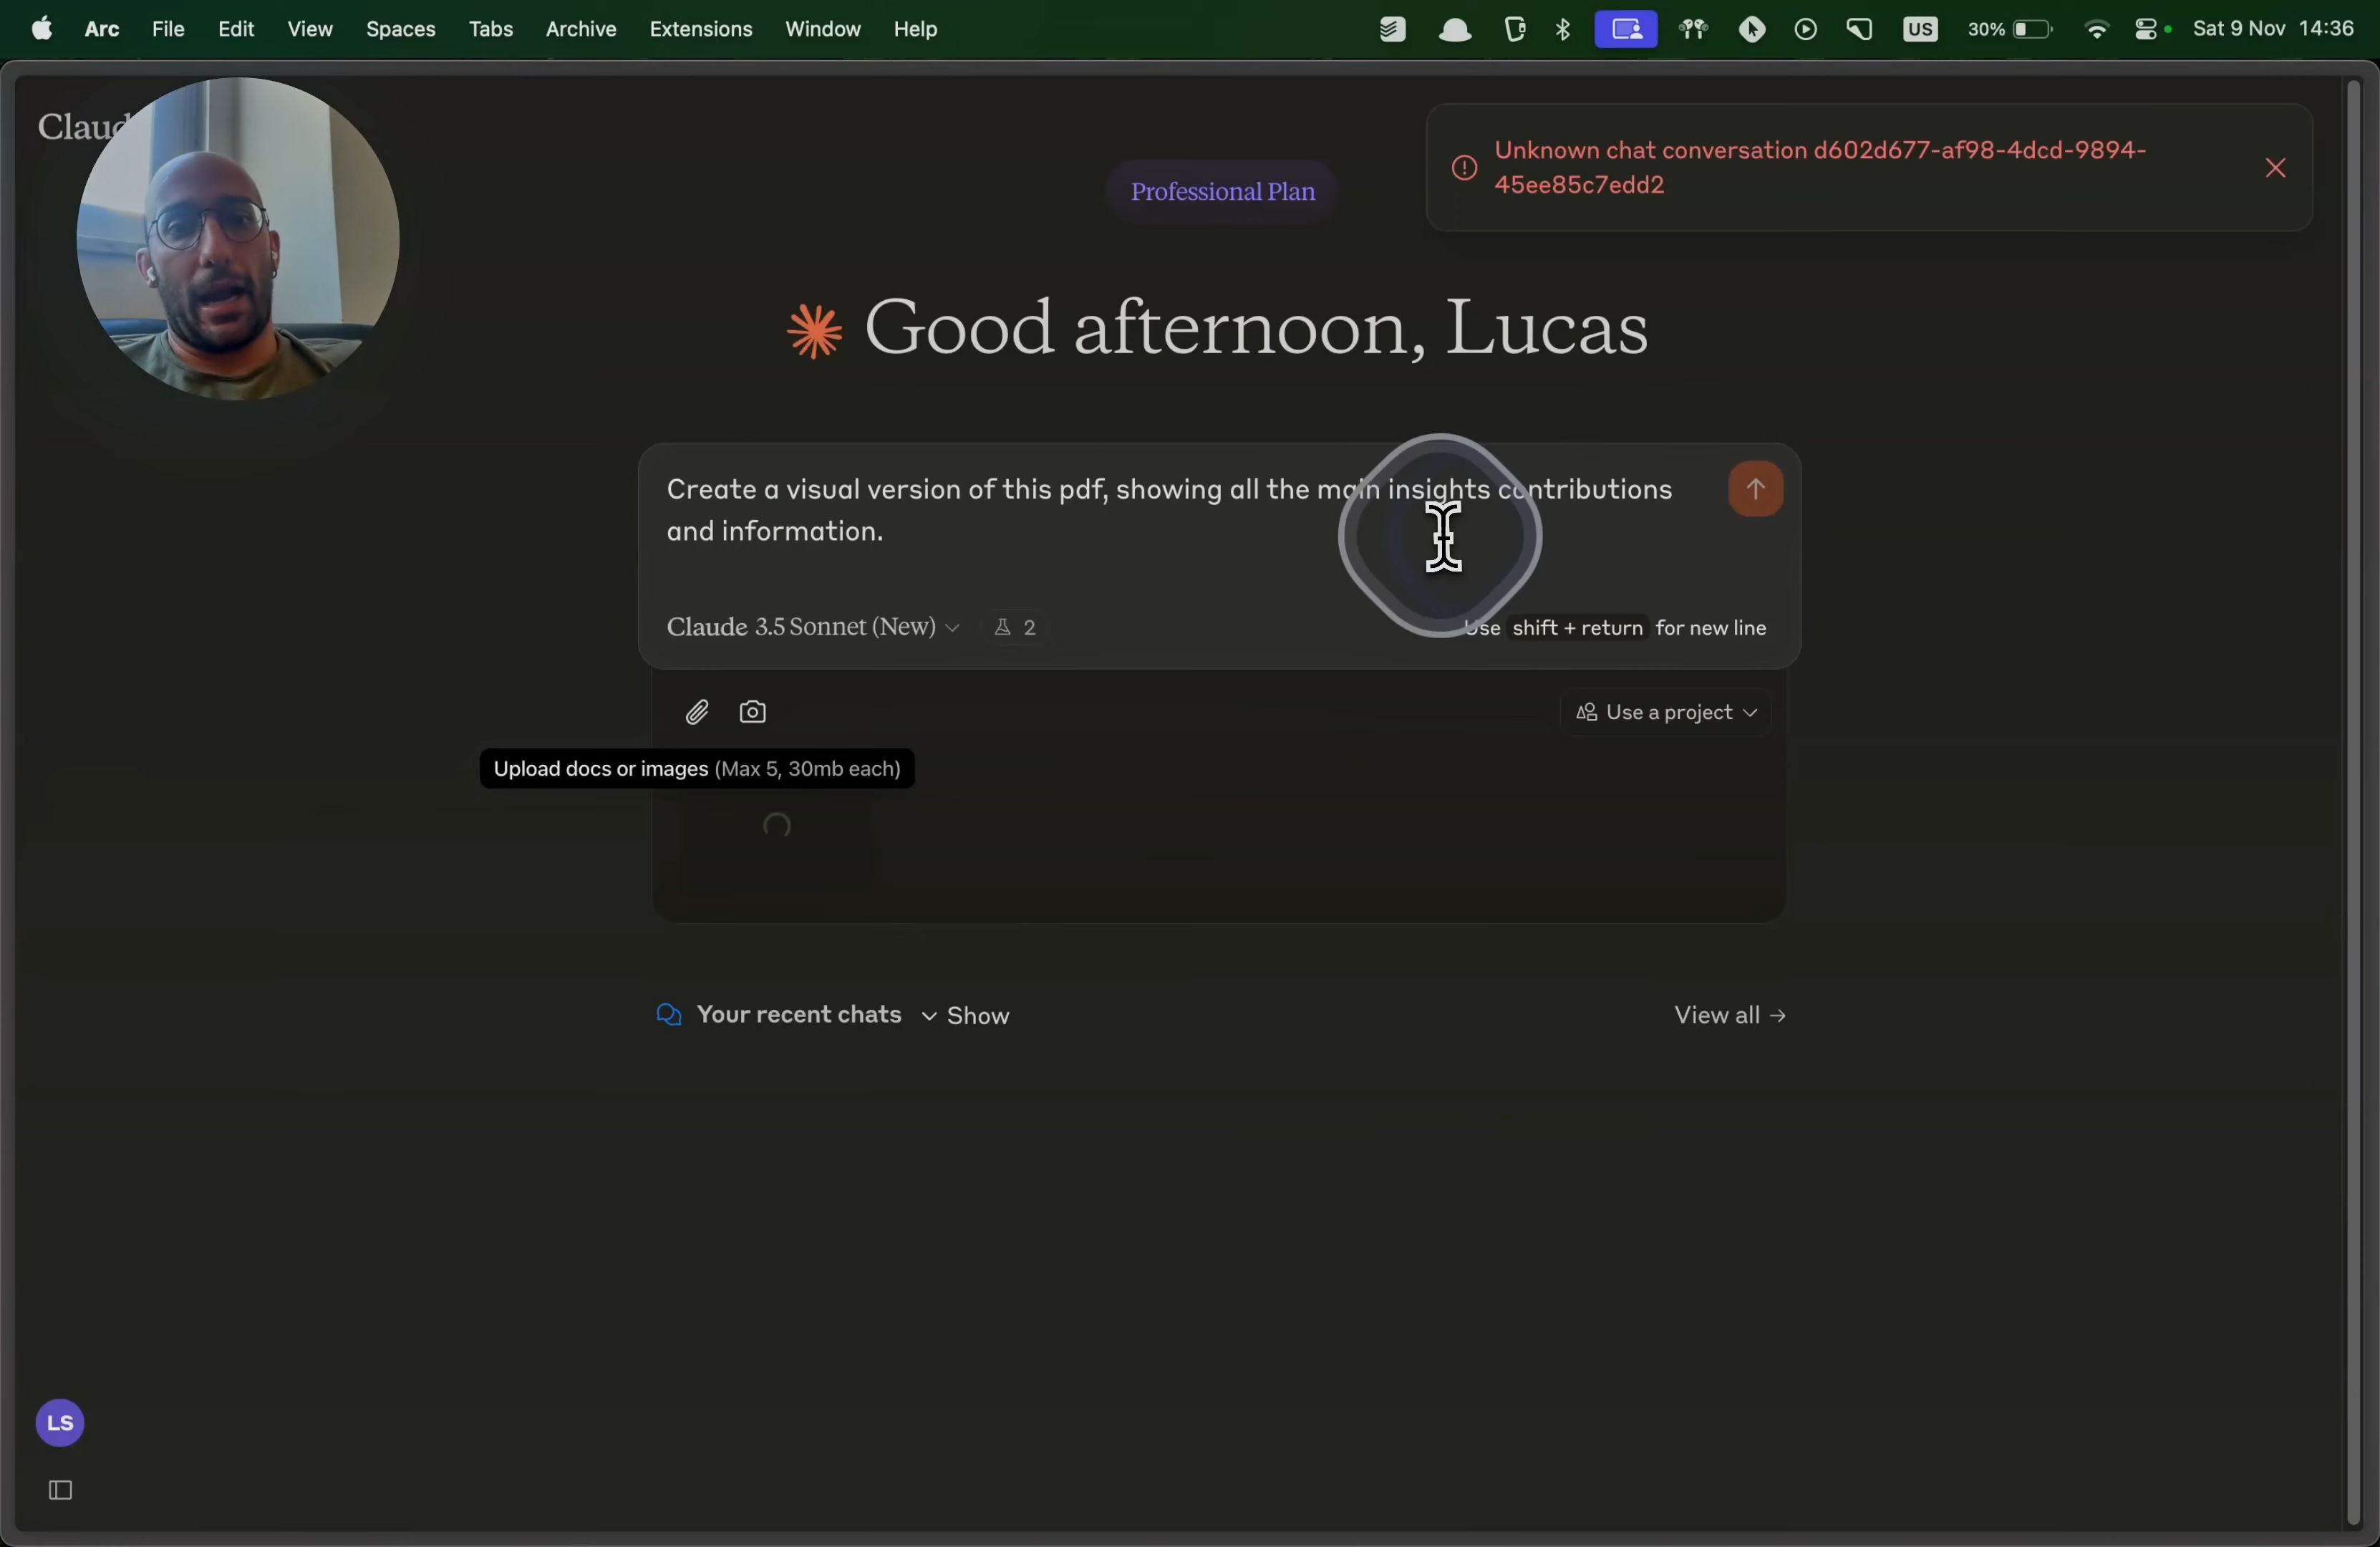 Arc File Edit View Spaces Tabs Archive Extensions Window Help US 30% Sat 9 Nov 14:36
Claud
Unknown chat conversation d602d677-af98-4dcd-9894-
45ee85c7edd2
Professional Plan
Good afternoon, Lucas
Create a visual version of this pdf, showing all the main insights contributions
and information.
Claude 3.5 Sonnet (New) 2 Use shift + return for new line
Use a project
Upload docs or images (Max 5, 30mb each)
Your recent chats Show View all →
LS